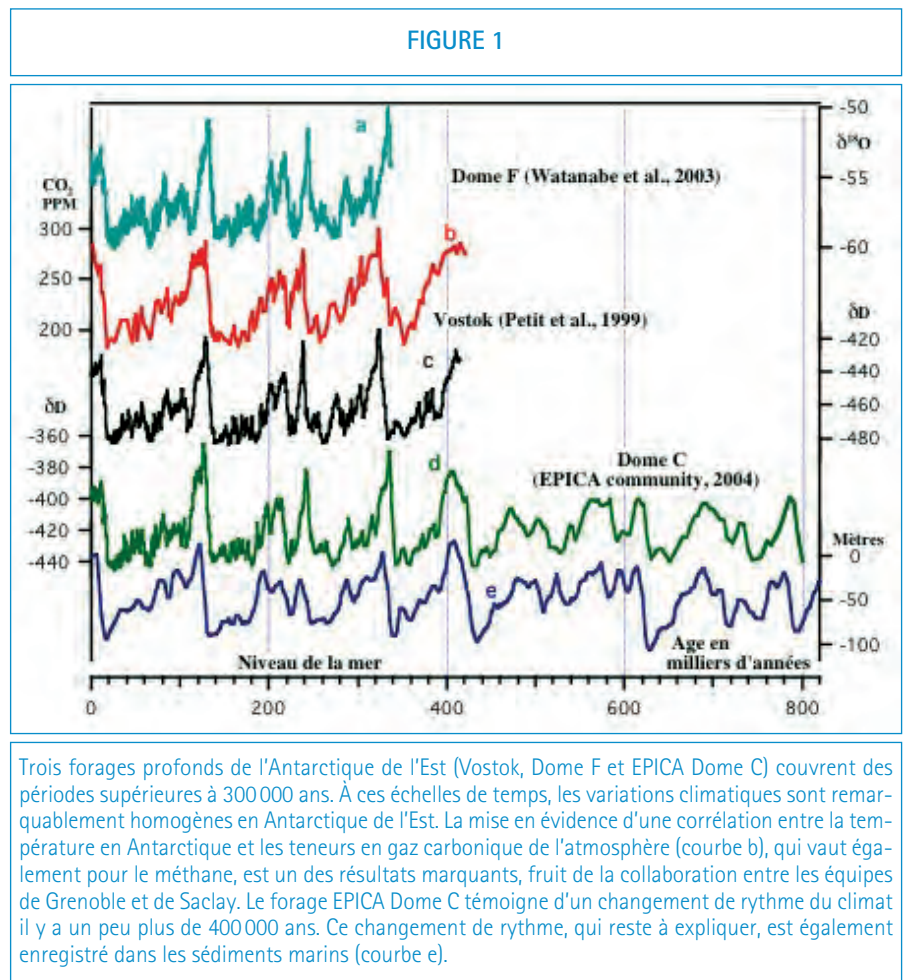 FIGURE 1
a
-50
δ¹⁸O
Dome F (Watanabe et al., 2003)
-55
CO₂
PPM
300
b
-60
250
δD
200
Vostok (Petit et al., 1999)
-420
c
-440
δD
-460
-360
-480
-380
d
Dome C
(EPICA community, 2004)
-400
-420
Mètres
-440
0
e
-50
Niveau de la mer
Age en
milliers d'années
-100
0
200
400
600
800
Trois forages profonds de l'Antarctique de l'Est (Vostok, Dome F et EPICA Dome C) couvrent des
périodes supérieures à 300 000 ans. À ces échelles de temps, les variations climatiques sont remar-
quablement homogènes en Antarctique de l'Est. La mise en évidence d'une corrélation entre la tem-
pérature en Antarctique et les teneurs en gaz carbonique de l'atmosphère (courbe b), qui vaut éga-
lement pour le méthane, est un des résultats marquants, fruit de la collaboration entre les équipes
de Grenoble et de Saclay. Le forage EPICA Dome C témoigne d'un changement de rythme du climat
il y a un peu plus de 400 000 ans. Ce changement de rythme, qui reste à expliquer, est également
enregistré dans les sédiments marins (courbe e).